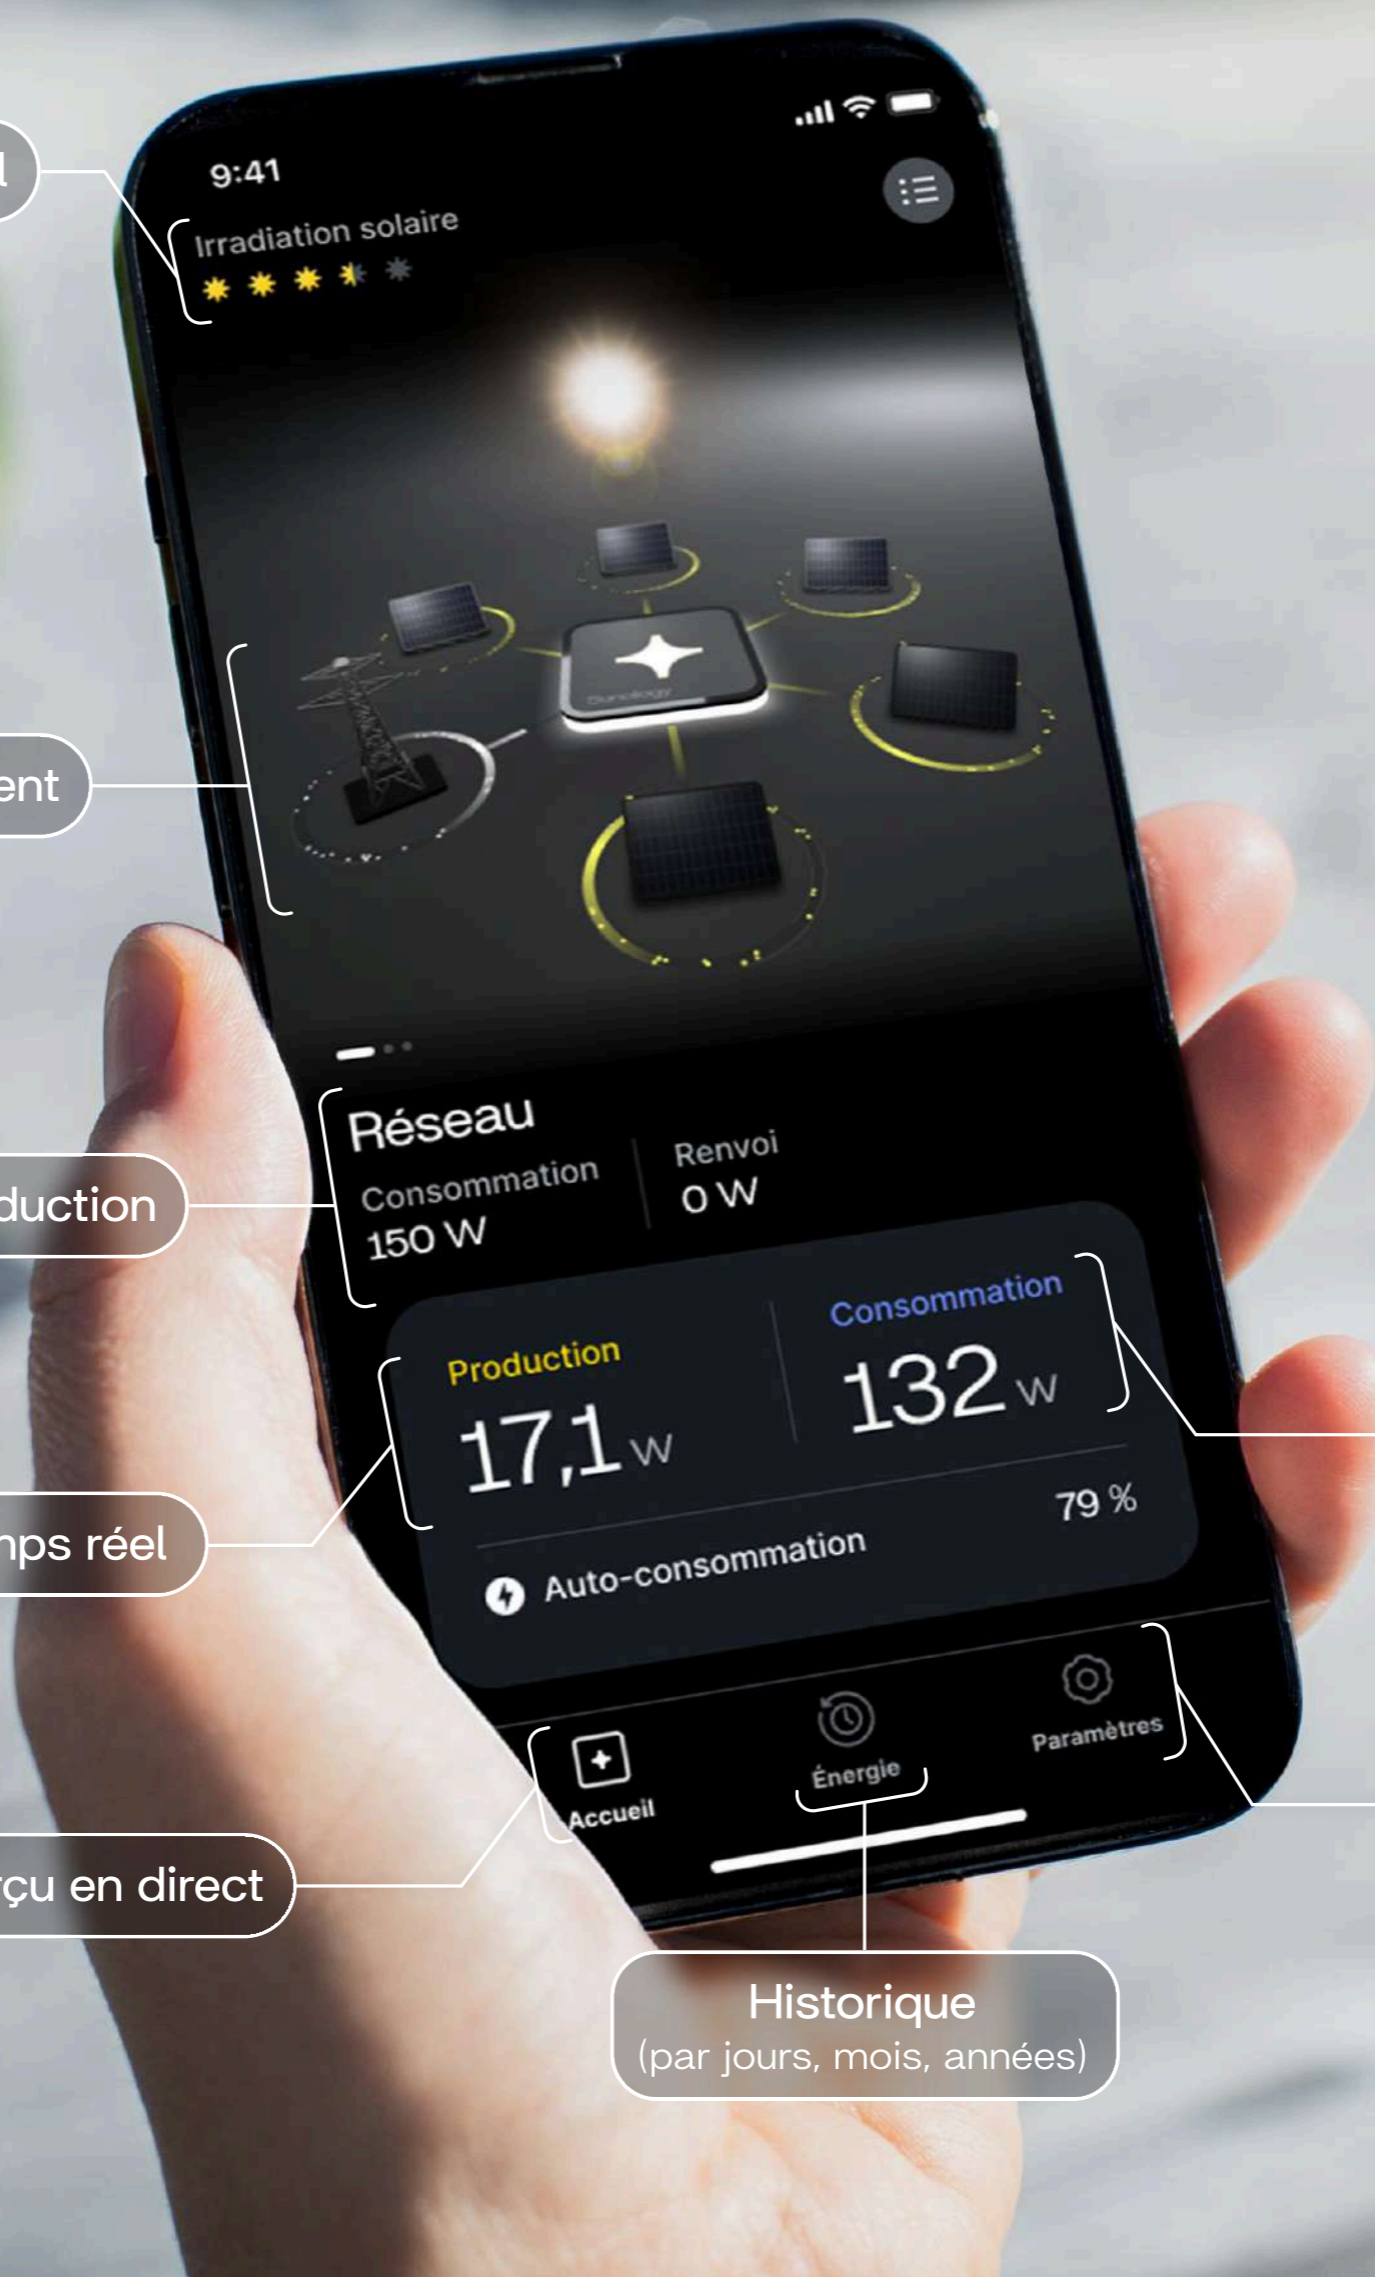 9:41
Irradiation solaire
Sunology
Réseau
Consommation
150 W
Renvoi
0 W
duction
Production
17,1 W
Consommation
132 W
mps réel
Auto-consommation
79 %
Accueil
Énergie
Paramètres
rçu en direct
Historique
(par jours, mois, années)
ent
l